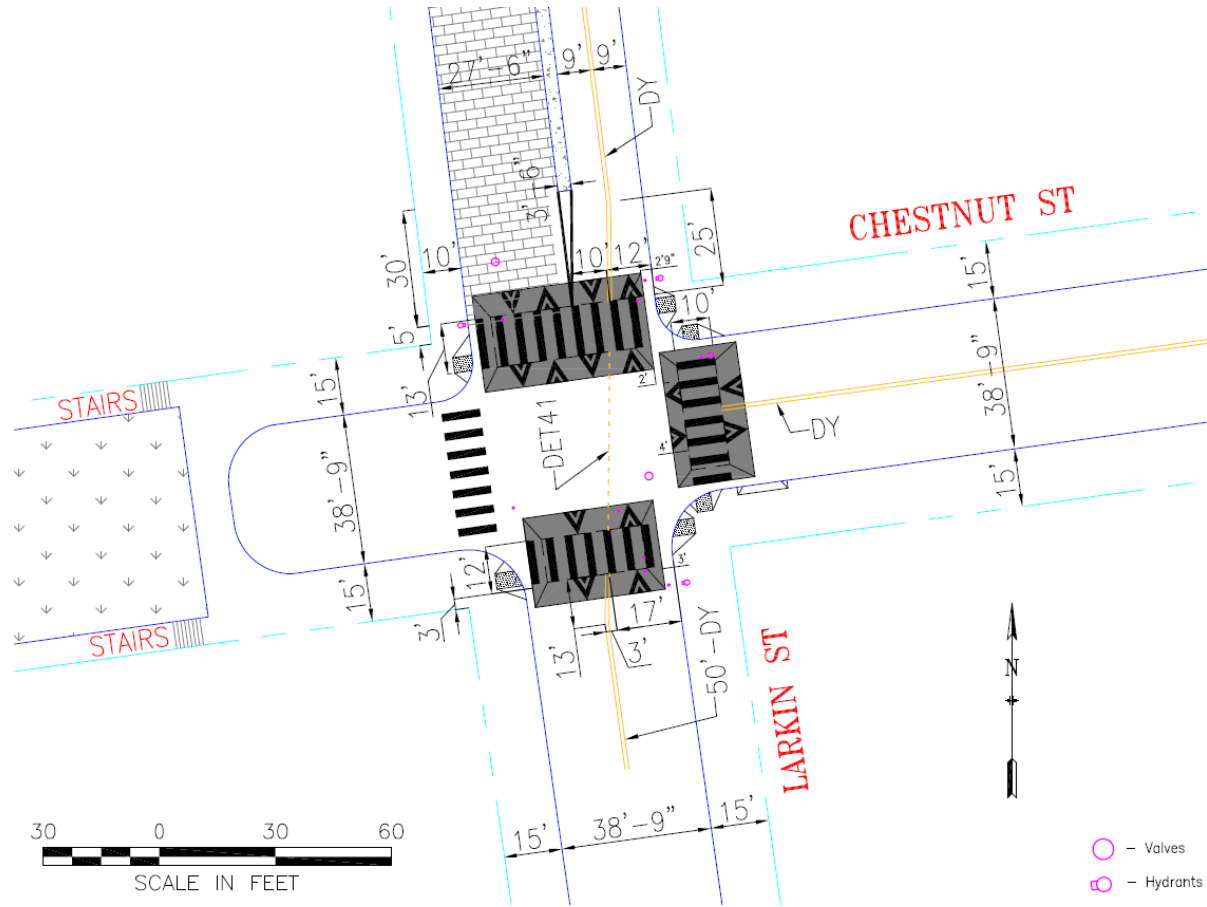 27'-6"
9'
9'
DY
3'-6"
CHESTNUT ST
30'
10'
10'
12'
2'9"
25'
15'
10'
5'
13'
15'
STAIRS
2'
38'-9"
DET41
DY
4'
38'-9"
15'
12'
3'
15'
3'
17'
STAIRS
13'
3'
50'-DY
LARKIN ST
N
30 0 30 60
SCALE IN FEET
15'
38'-9"
15'
– Valves
– Hydrants